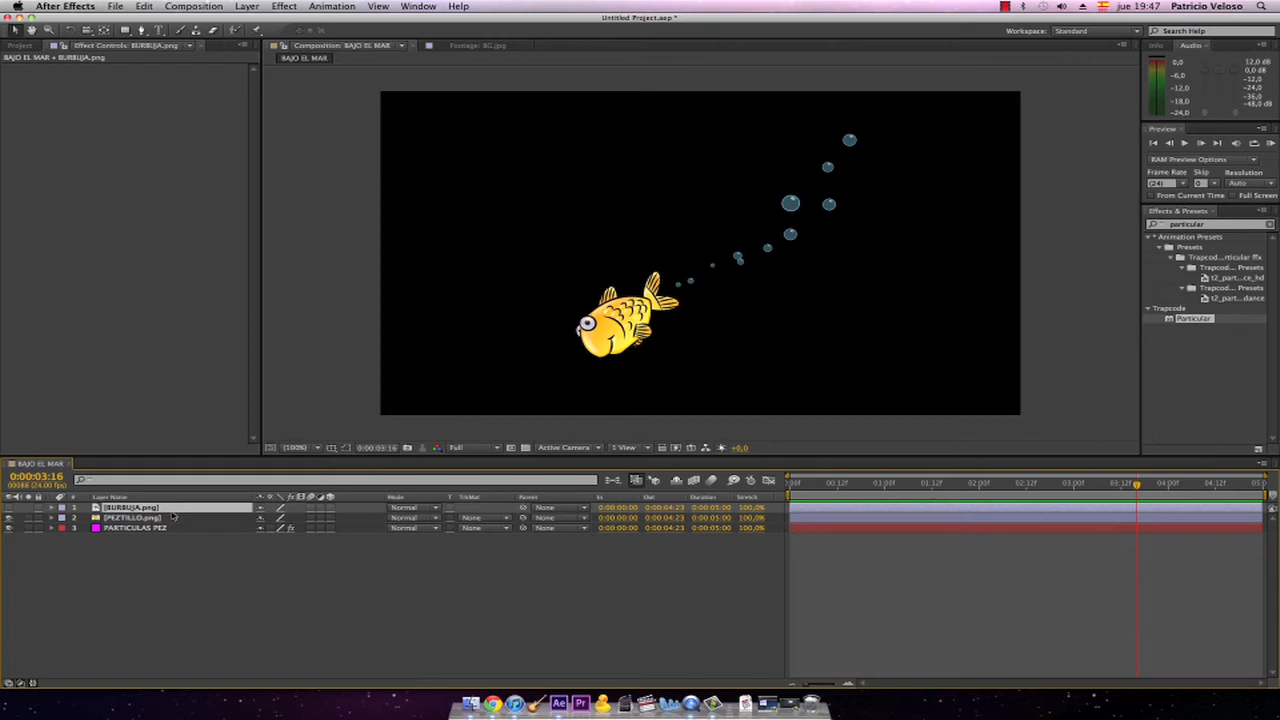 After Effects File Edit Composition Layer Effect Animation View Window Help jue 19:47 Patricio Veloso
Untitled Project.aep *
Workspace: Standard Search Help
Project Effect Controls: BURBUJA.png Composition: BAJO EL MAR Footage: BG.jpg Info Audio
BAJO EL MAR • BURBUJA.png BAJO EL MAR
0,0 12,0 dB
-6,0 0,0 dB
-12,0
-12,0 -24,0
-18,0 -36,0
-24,0 -48,0 dB
Preview
RAM Preview Options
Frame Rate Skip Resolution
(24) 0 Auto
From Current Time Full Screen
Effects & Presets
particular
* Animation Presets
Presets
Trapcod...rticular ffx
Trapcod... Presets
t2_part...ce_hd
Trapcod... Presets
t2_part...dance
Trapcode
Particular
(100%) 0:00:03:16 Full Active Camera 1 View +0,0
BAJO EL MAR
0:00:03:16
00088 (24.00 fps)
# Layer Name Mode T TrkMat Parent In Out Duration Stretch
1 [BURBUJA.png] Normal None 0:00:00:00 0:00:04:23 0:00:05:00 100,0%
2 [PEZTILLO.png] Normal None None 0:00:00:00 0:00:04:23 0:00:05:00 100,0%
3 PARTICULAS PEZ Normal None None 0:00:00:00 0:00:04:23 0:00:05:00 100,0%
00f 00:12f 01:00f 01:12f 02:00f 02:12f 03:00f 03:12f 04:00f 04:12f 05:0
Ae Pr